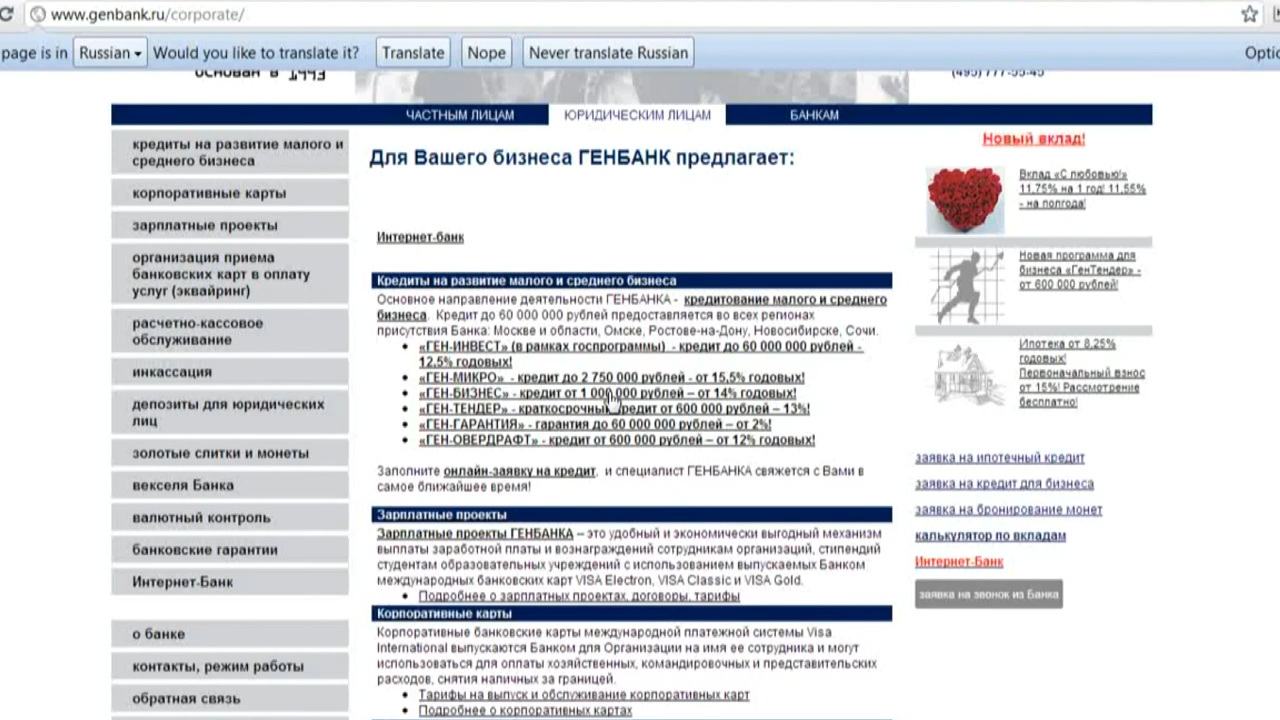 www.genbank.ru/corporate/
page is in Russian Would you like to translate it? Translate Nope Never translate Russian
основан в 1993
(495) 777-55-45
ЧАСТНЫМ ЛИЦАМ ЮРИДИЧЕСКИМ ЛИЦАМ БАНКАМ
кредиты на развитие малого и
среднего бизнеса
корпоративные карты
зарплатные проекты
организация приема
банковских карт в оплату
услуг (эквайринг)
расчетно-кассовое
обслуживание
инкассация
депозиты для юридических
лиц
золотые слитки и монеты
векселя Банка
валютный контроль
банковские гарантии
Интернет-Банк
о банке
контакты, режим работы
обратная связь
Для Вашего бизнеса ГЕНБАНК предлагает:
Интернет-банк
Кредиты на развитие малого и среднего бизнеса
Основное направление деятельности ГЕНБАНКА - кредитование малого и среднего
бизнеса. Кредит до 60 000 000 рублей предоставляется во всех регионах
присутствия Банка: Москве и области, Омске, Ростове-на-Дону, Новосибирске, Сочи.
• «ГЕН-ИНВЕСТ» (в рамках госпрограммы) - кредит до 60 000 000 рублей -
12,5% годовых!
• «ГЕН-МИКРО» - кредит до 2 750 000 рублей - от 15,5% годовых!
• «ГЕН-БИЗНЕС» - кредит от 1 000 000 рублей – от 14% годовых!
• «ГЕН-ТЕНДЕР» - краткосрочный кредит от 600 000 рублей – 13%!
• «ГЕН-ГАРАНТИЯ» - гарантия до 60 000 000 рублей – от 2%!
• «ГЕН-ОВЕРДРАФТ» - кредит от 600 000 рублей – от 12% годовых!
Заполните онлайн-заявку на кредит, и специалист ГЕНБАНКА свяжется с Вами в
самое ближайшее время!
Зарплатные проекты
Зарплатные проекты ГЕНБАНКА – это удобный и экономически выгодный механизм
выплаты заработной платы и вознаграждений сотрудникам организаций, стипендий
студентам образовательных учреждений с использованием выпускаемых Банком
международных банковских карт VISA Electron, VISA Classic и VISA Gold.
• Подробнее о зарплатных проектах, договоры, тарифы
Корпоративные карты
Корпоративные банковские карты международной платежной системы Visa
International выпускаются Банком для Организации на имя ее сотрудника и могут
использоваться для оплаты хозяйственных, командировочных и представительских
расходов, снятия наличных за границей.
• Тарифы на выпуск и обслуживание корпоративных карт
• Подробнее о корпоративных картах
Новый вклад!
Вклад «С любовью!»
11,75% на 1 год! 11,55%
- на полгода!
Новая программа для
бизнеса «ГенТендер» -
от 600 000 рублей!
Ипотека от 8,25%
годовых!
Первоначальный взнос
от 15%! Рассмотрение
бесплатно!
заявка на ипотечный кредит
заявка на кредит для бизнеса
заявка на бронирование монет
калькулятор по вкладам
Интернет-Банк
заявка на звонок из Банка